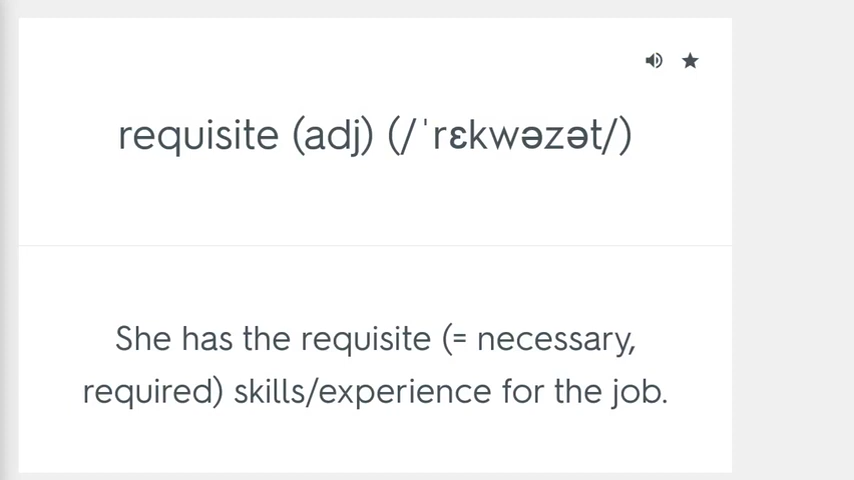 requisite (adj) (/ˈrɛkwəzət/)
She has the requisite (= necessary,
required) skills/experience for the job.